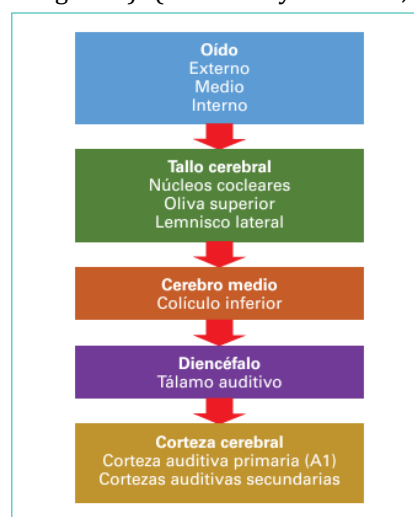 Oído
Externo
Medio
Interno
Tallo cerebral
Núcleos cocleares
Oliva superior
Lemnisco lateral
Cerebro medio
Colículo inferior
Diencéfalo
Tálamo auditivo
Corteza cerebral
Corteza auditiva primaria (A1)
Cortezas auditivas secundarias